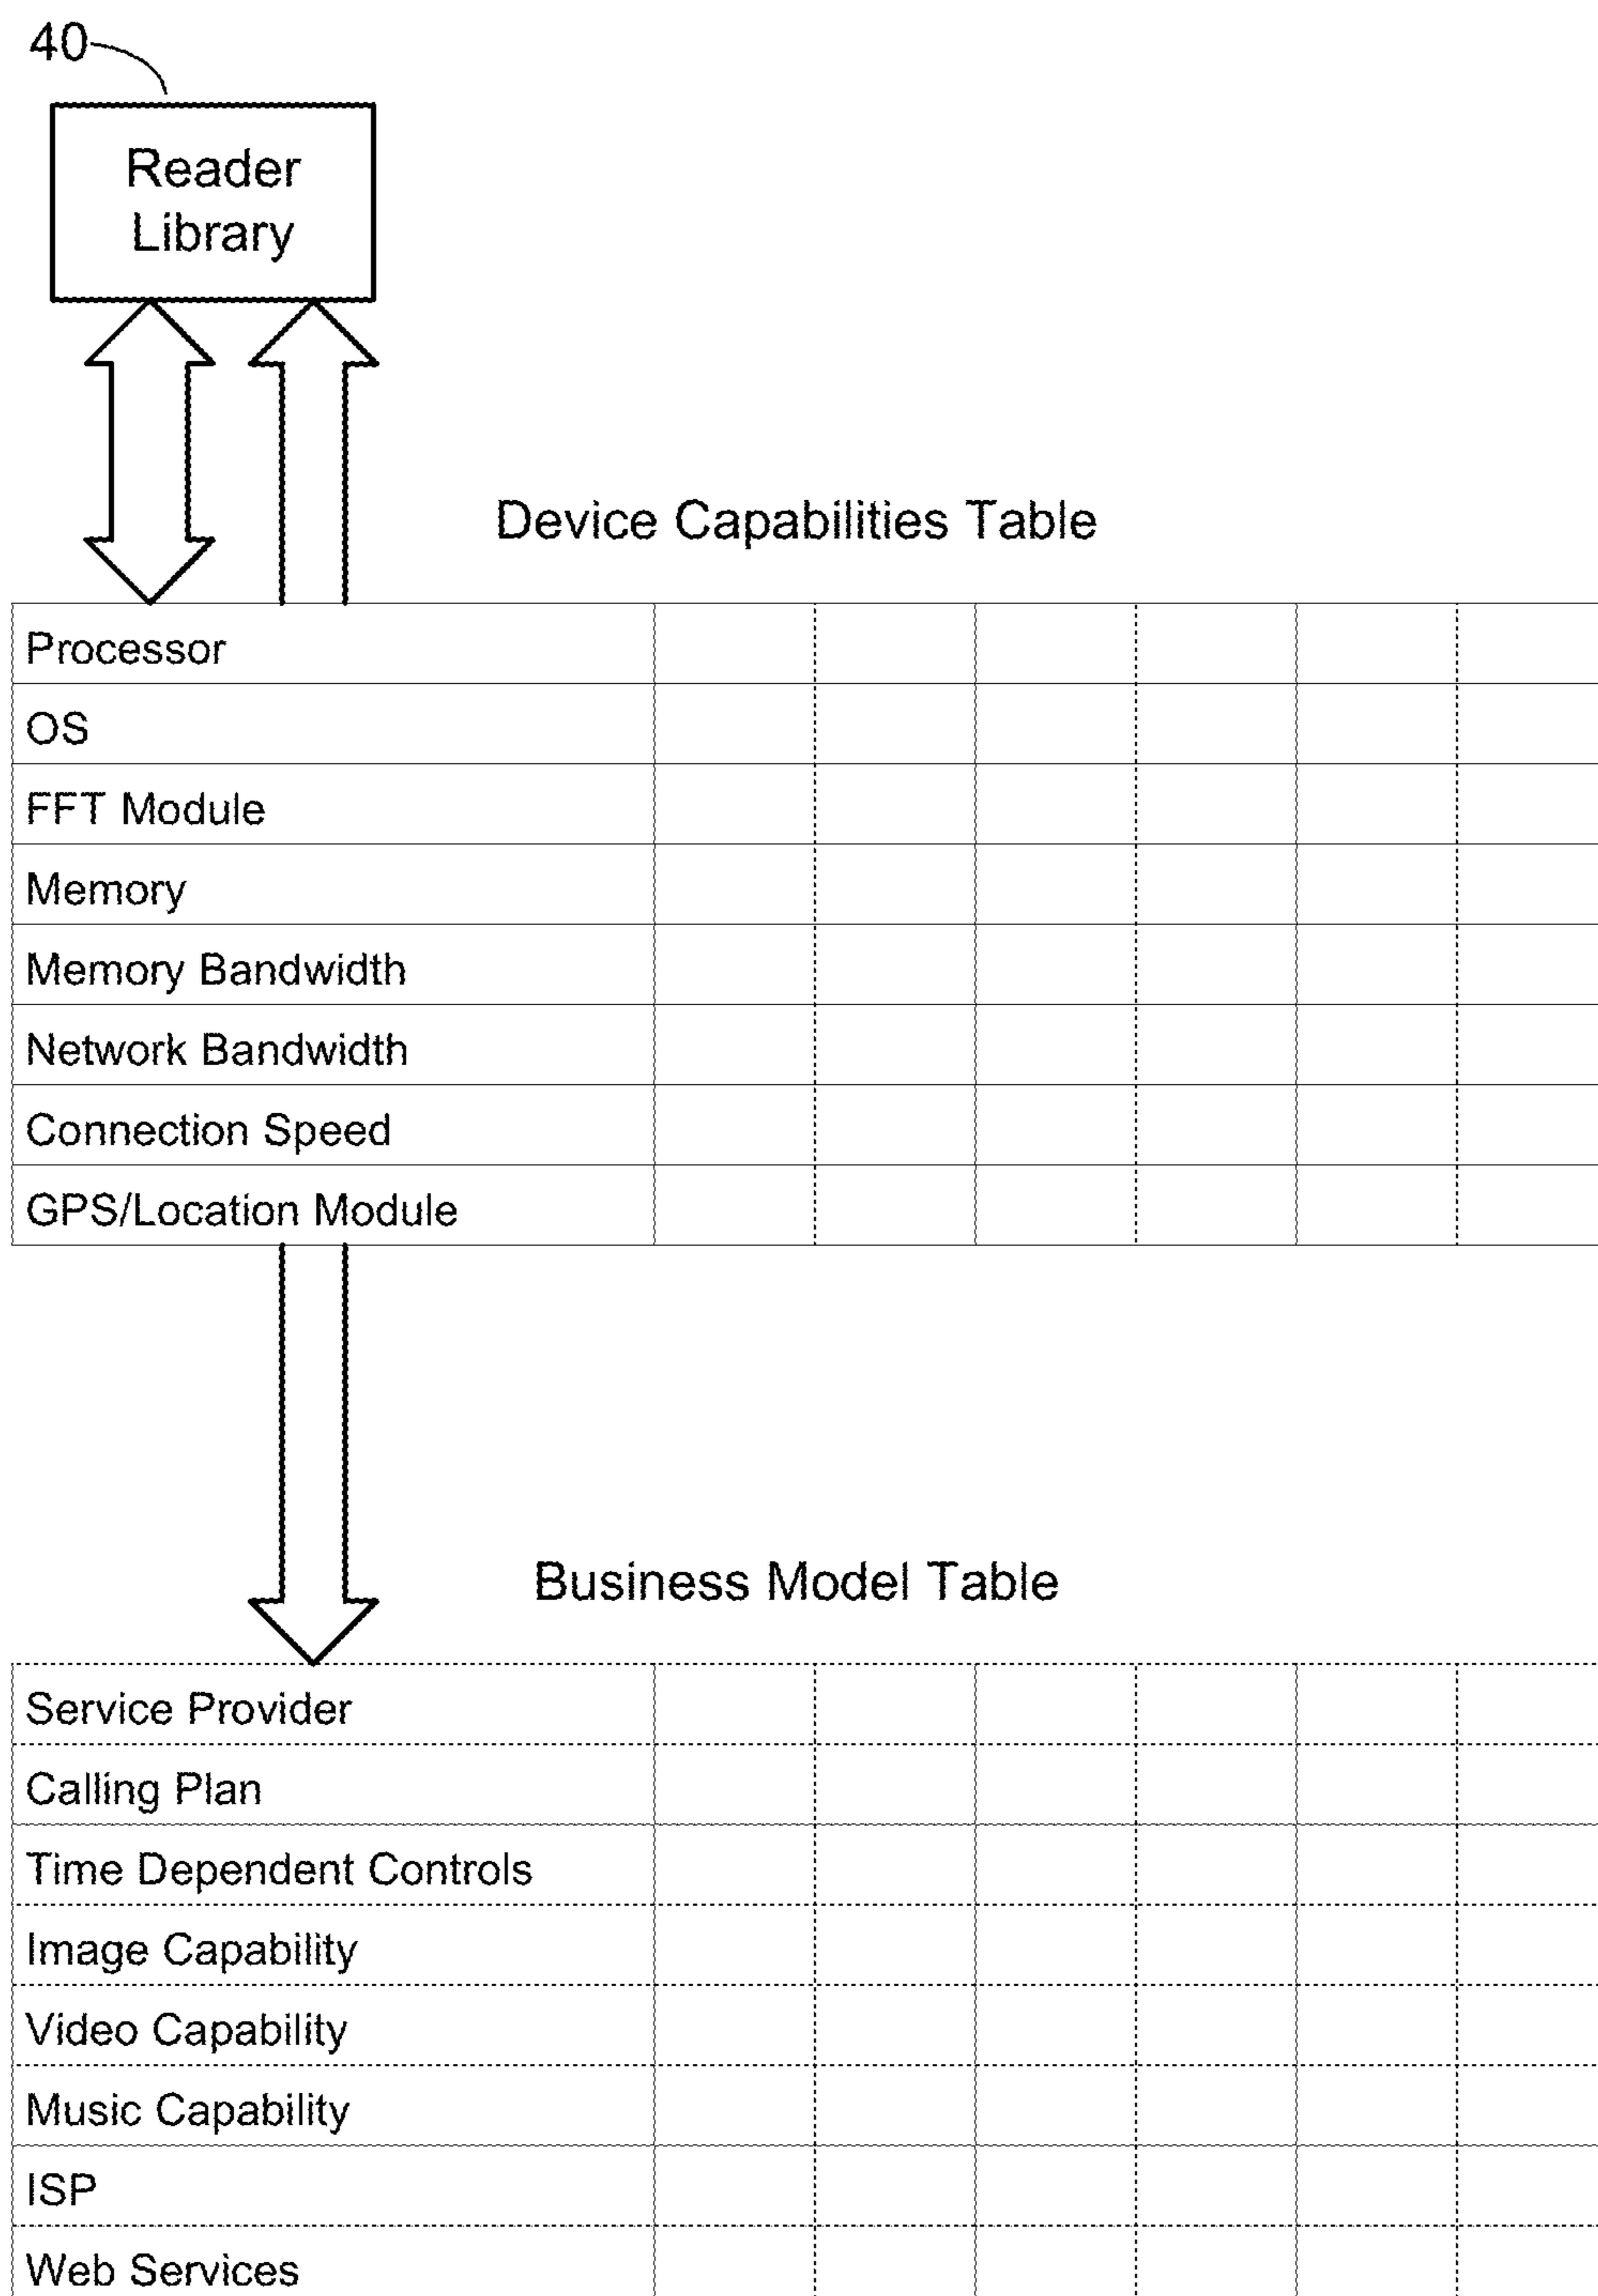 40
Reader
Library
Device Capabilities Table
Processor
OS
FFT Module
Memory
Memory Bandwidth
Network Bandwidth
Connection Speed
GPS/Location Module
Business Model Table
Service Provider
Calling Plan
Time Dependent Controls
Image Capability
Video Capability
Music Capability
ISP
Web Services